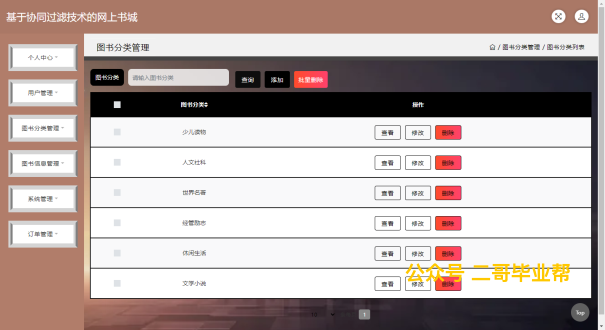 基于协同过滤技术的网上书城
个人中心
用户管理
图书分类管理
图书信息管理
系统管理
订单管理
图书分类管理
/ 图书分类管理 / 图书分类列表
图书分类 请输入图书分类 查询 添加 批量删除
图书分类 操作
少儿读物 查看 修改 删除
人文社科 查看 修改 删除
世界名著 查看 修改 删除
经管励志 查看 修改 删除
休闲生活 查看 修改 删除
文学小说 查看 修改 删除
公众号 二哥毕业帮
1
Top